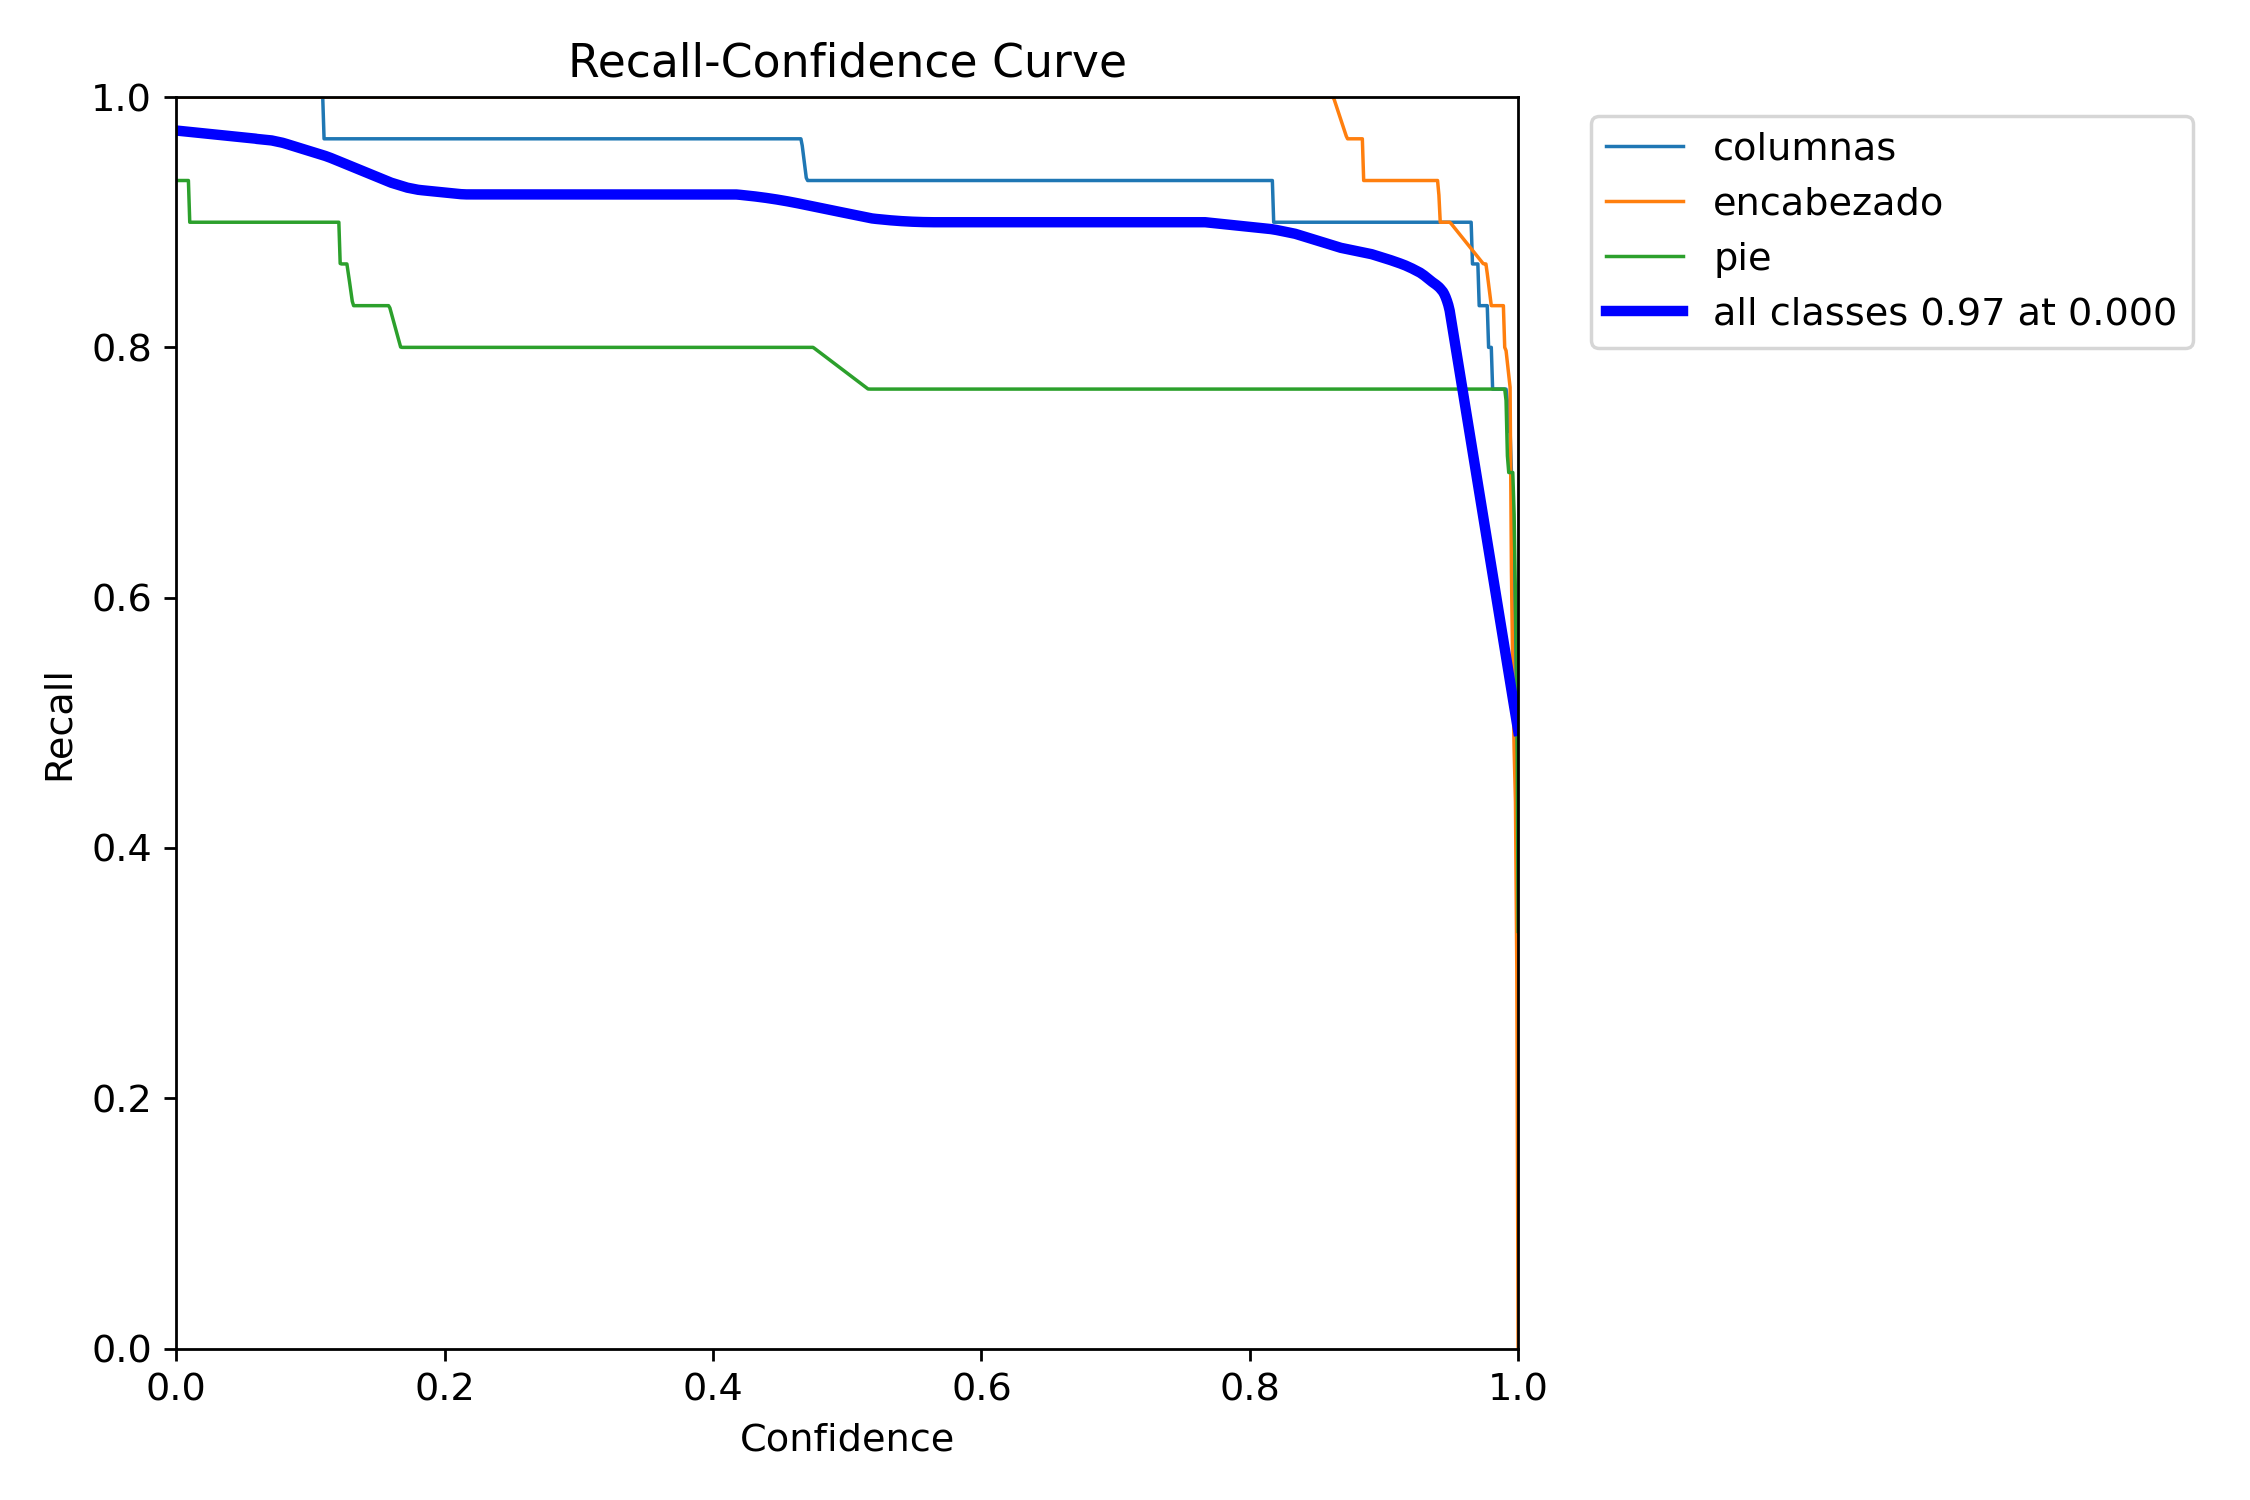 Recall-Confidence Curve
1.0
0.8
0.6
0.4
0.2
0.0
Recall
0.0 0.2 0.4 0.6 0.8 1.0
Confidence
columnas
encabezado
pie
all classes 0.97 at 0.000